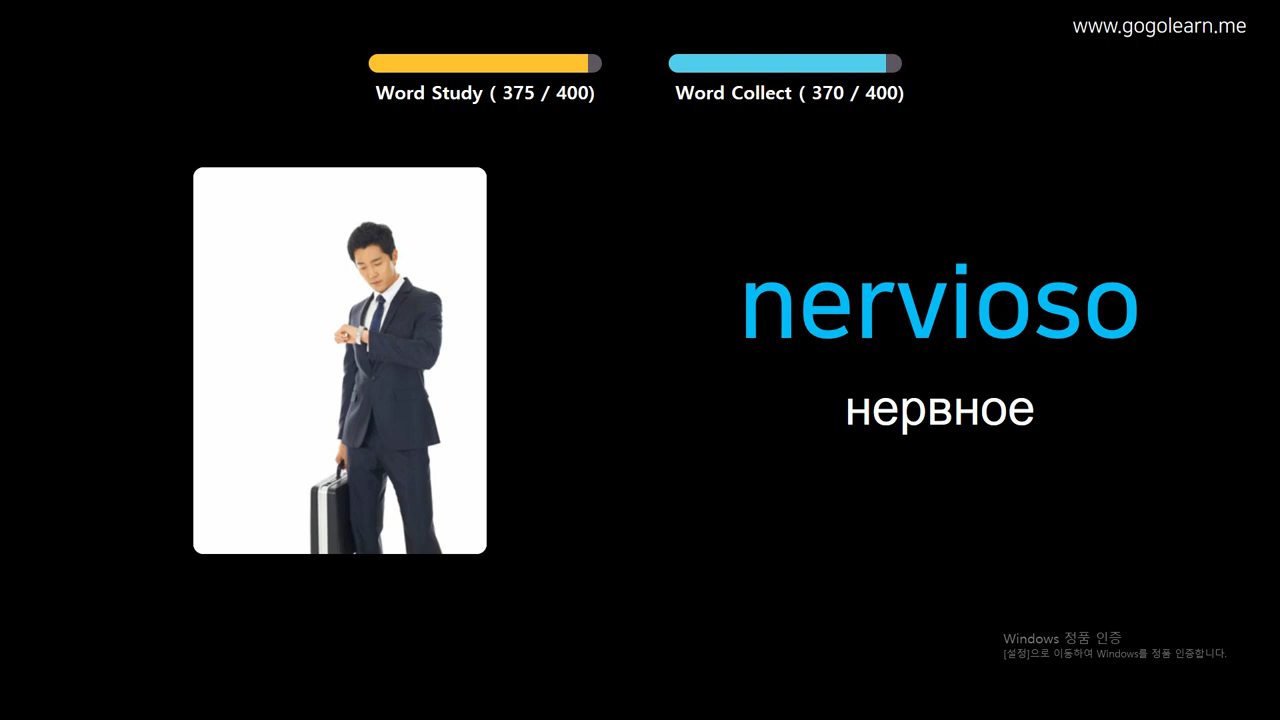 www.gogolearn.me
Word Study ( 375 / 400)
Word Collect ( 370 / 400)
nervioso
нервное
Windows 정품 인증
[설정]으로 이동하여 Windows를 정품 인증합니다.